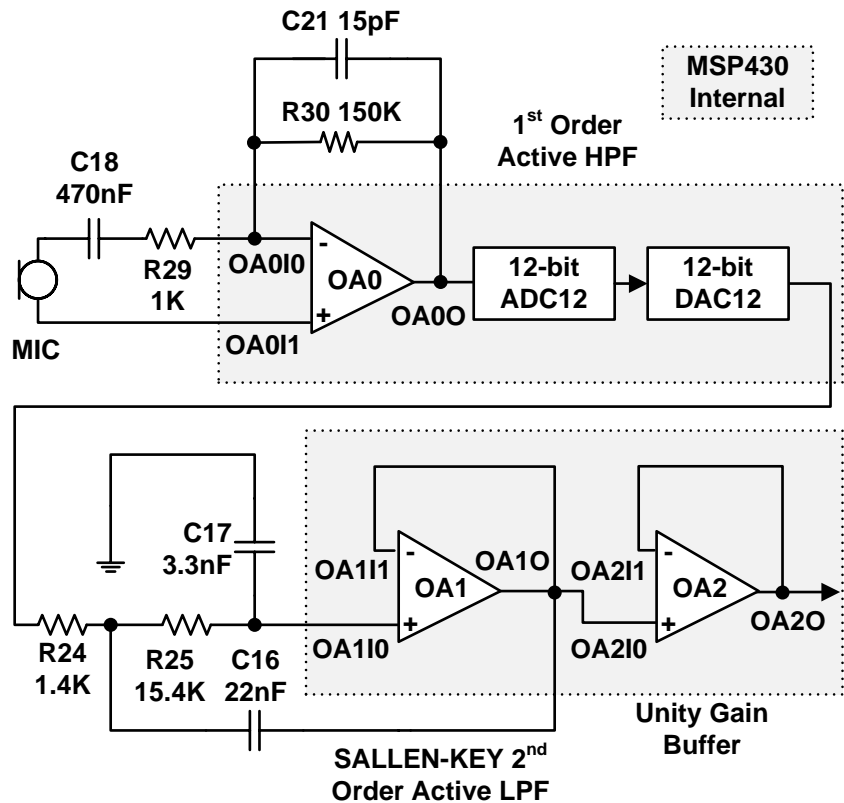 C21 15pF
MSP430
Internal
R30 150K
1st Order
Active HPF
C18
470nF
R29
1K
OA0I0
-
OA0
+
OA0I1
OA0O
12-bit
ADC12
12-bit
DAC12
MIC
C17
3.3nF
OA1I1
-
OA1
+
OA1I0
OA1O
OA2I1
-
OA2
+
OA2I0
OA2O
R24
1.4K
R25
15.4K
C16
22nF
Unity Gain
Buffer
SALLEN-KEY 2nd
Order Active LPF